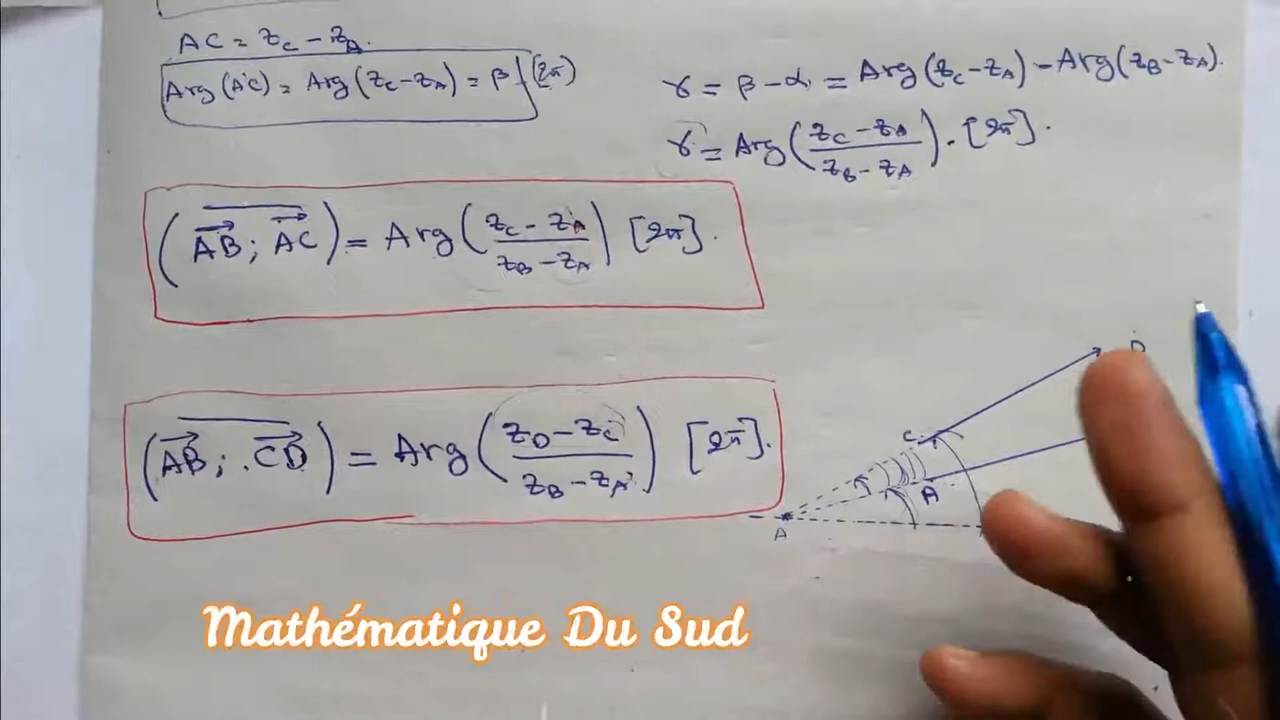 AC = z_C - z_A.
Arg(AC) = Arg(z_C - z_A) = β (2π)
γ = β - α = Arg(z_C - z_A) - Arg(z_B - z_A).
γ = Arg((z_C - z_A)/(z_B - z_A)). [2π].
(AB; AC) = Arg((z_C - z_A)/(z_B - z_A)) [2π].
(AB; .CD) = Arg((z_D - z_C)/(z_B - z_A)) [2π].
C
A
A
Mathématique Du Sud